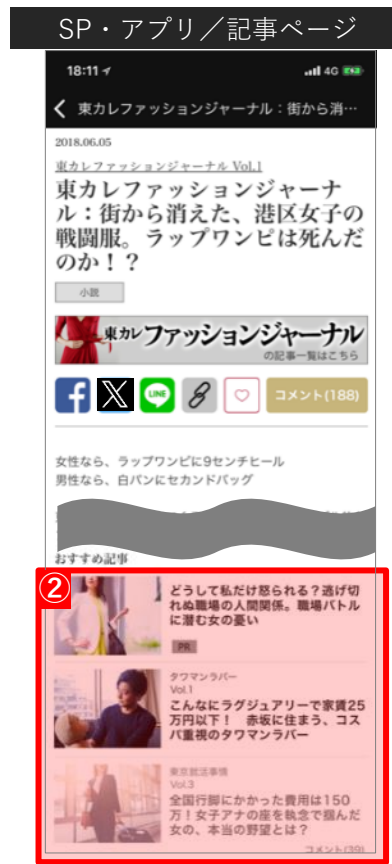 SP・アプリ／記事ページ
18:11
4G
東カレファッションジャーナル：街から消…
2018.06.05
東カレファッションジャーナル Vol.1
東カレファッションジャーナ
ル：街から消えた、港区女子の
戦闘服。ラップワンピは死んだ
のか！？
小説
東カレファッションジャーナル
の記事一覧はこちら
LINE
コメント(188)
女性なら、ラップワンピに9センチヒール
男性なら、白パンにセカンドバッグ
おすすめ記事
②
どうして私だけ怒られる？逃げ切
れぬ職場の人間関係。職場バトル
に潜む女の憂い
PR
タワマンラバー
Vol.1
こんなにラグジュアリーで家賃25
万円以下！ 赤坂に住まう、コス
パ重視のタワマンラバー
東京就活事情
Vol.3
全国行脚にかかった費用は150
万！女子アナの座を執念で掴んだ
女の、本当の野望とは？
コメント(39)